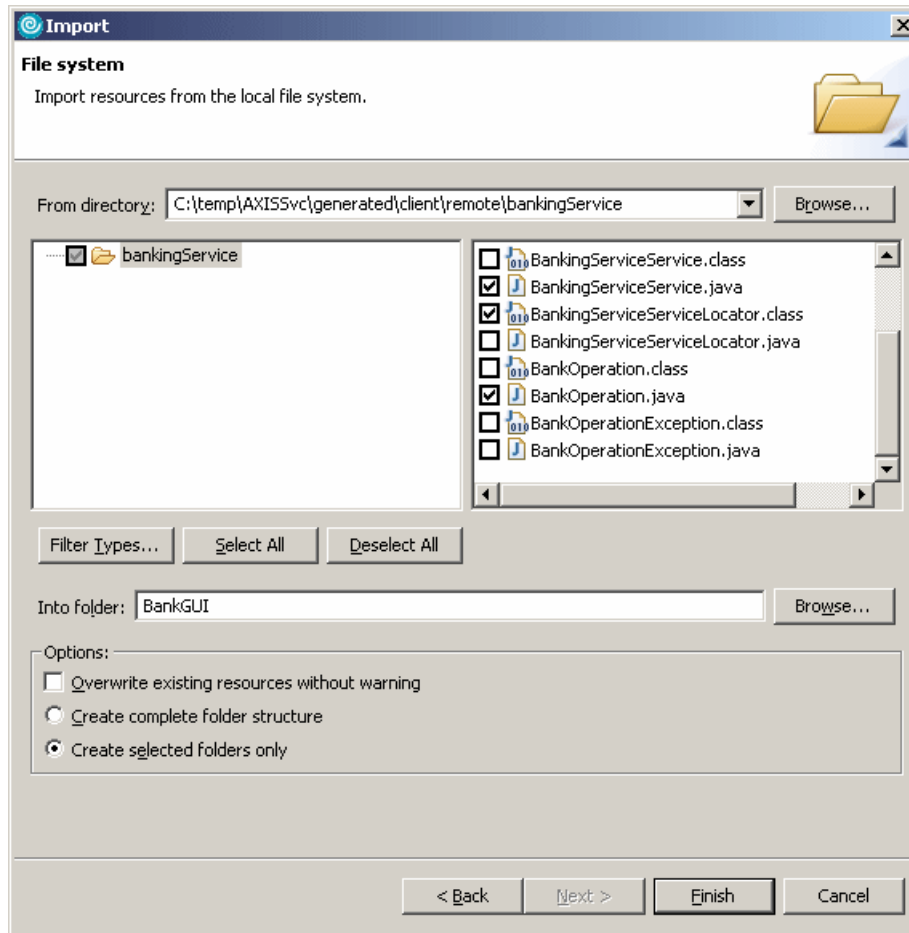 Import
File system
Import resources from the local file system.
From directory: C:\temp\AXISSvc\generated\client\remote\bankingService Browse...
bankingService
BankingServiceService.class
BankingServiceService.java
BankingServiceServiceLocator.class
BankingServiceServiceLocator.java
BankOperation.class
BankOperation.java
BankOperationException.class
BankOperationException.java
Filter Types... Select All Deselect All
Into folder: BankGUI Browse...
Options:
Overwrite existing resources without warning
Create complete folder structure
Create selected folders only
< Back Next > Finish Cancel